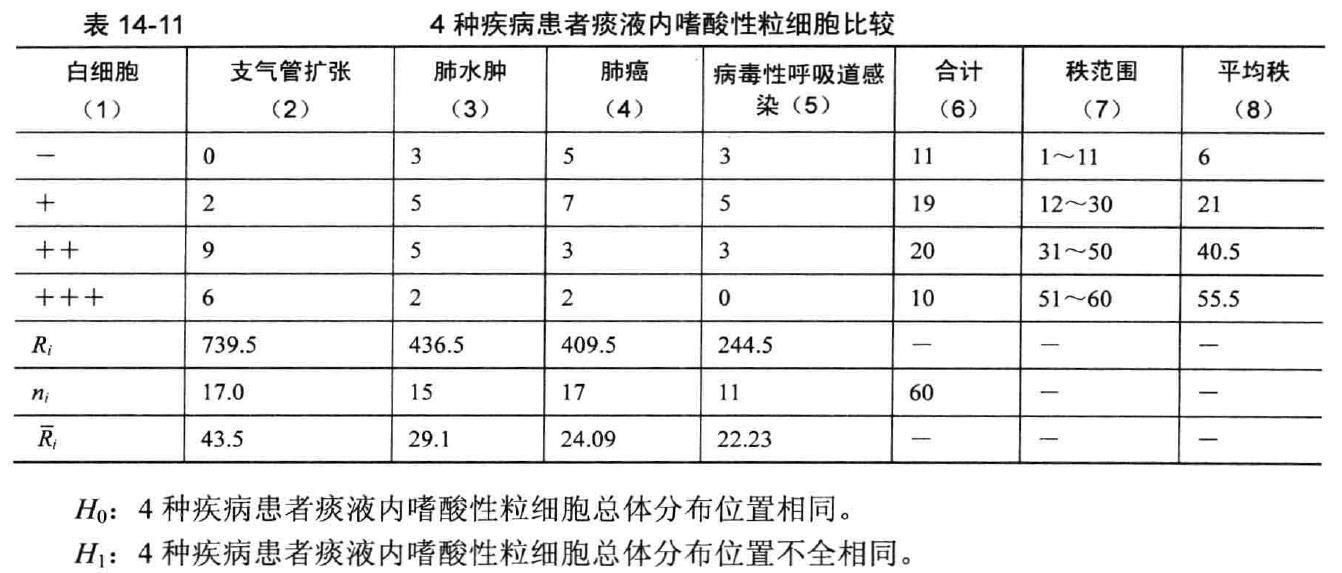 表 14-11 4 种疾病患者痰液内嗜酸性粒细胞比较
白细胞(1) 支气管扩张(2) 肺水肿(3) 肺癌(4) 病毒性呼吸道感染(5) 合计(6) 秩范围(7) 平均秩(8)
－ 0 3 5 3 11 1～11 6
＋ 2 5 7 5 19 12～30 21
＋＋ 9 5 3 3 20 31～50 40.5
＋＋＋ 6 2 2 0 10 51～60 55.5
Ri 739.5 436.5 409.5 244.5 － － －
ni 17.0 15 17 11 60 － －
R̄i 43.5 29.1 24.09 22.23 － － －
H0：4 种疾病患者痰液内嗜酸性粒细胞总体分布位置相同。
H1：4 种疾病患者痰液内嗜酸性粒细胞总体分布位置不全相同。